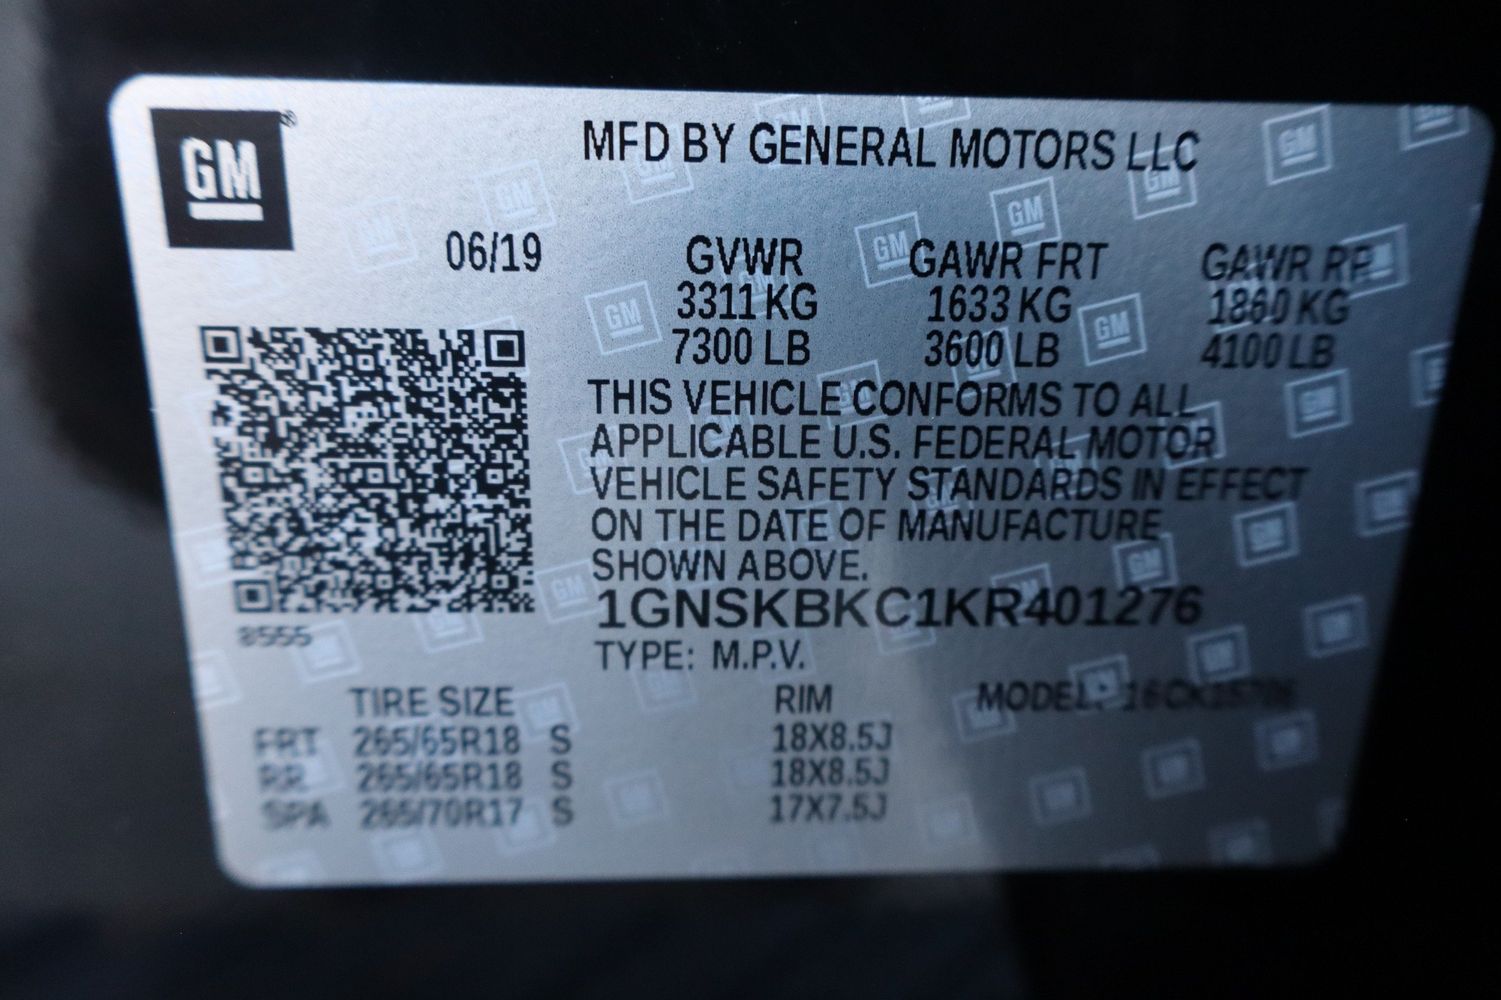 GM®
MFD BY GENERAL MOTORS LLC
06/19 GVWR GAWR FRT GAWR RR
3311 KG 1633 KG 1860 KG
7300 LB 3600 LB 4100 LB
THIS VEHICLE CONFORMS TO ALL
APPLICABLE U.S. FEDERAL MOTOR
VEHICLE SAFETY STANDARDS IN EFFECT
ON THE DATE OF MANUFACTURE
SHOWN ABOVE.
1GNSKBKC1KR401276
8555
TYPE: M.P.V.
TIRE SIZE RIM MODEL:
FRT 265/65R18 S 18X8.5J
RR 265/65R18 S 18X8.5J
SPA 265/70R17 S 17X7.5J